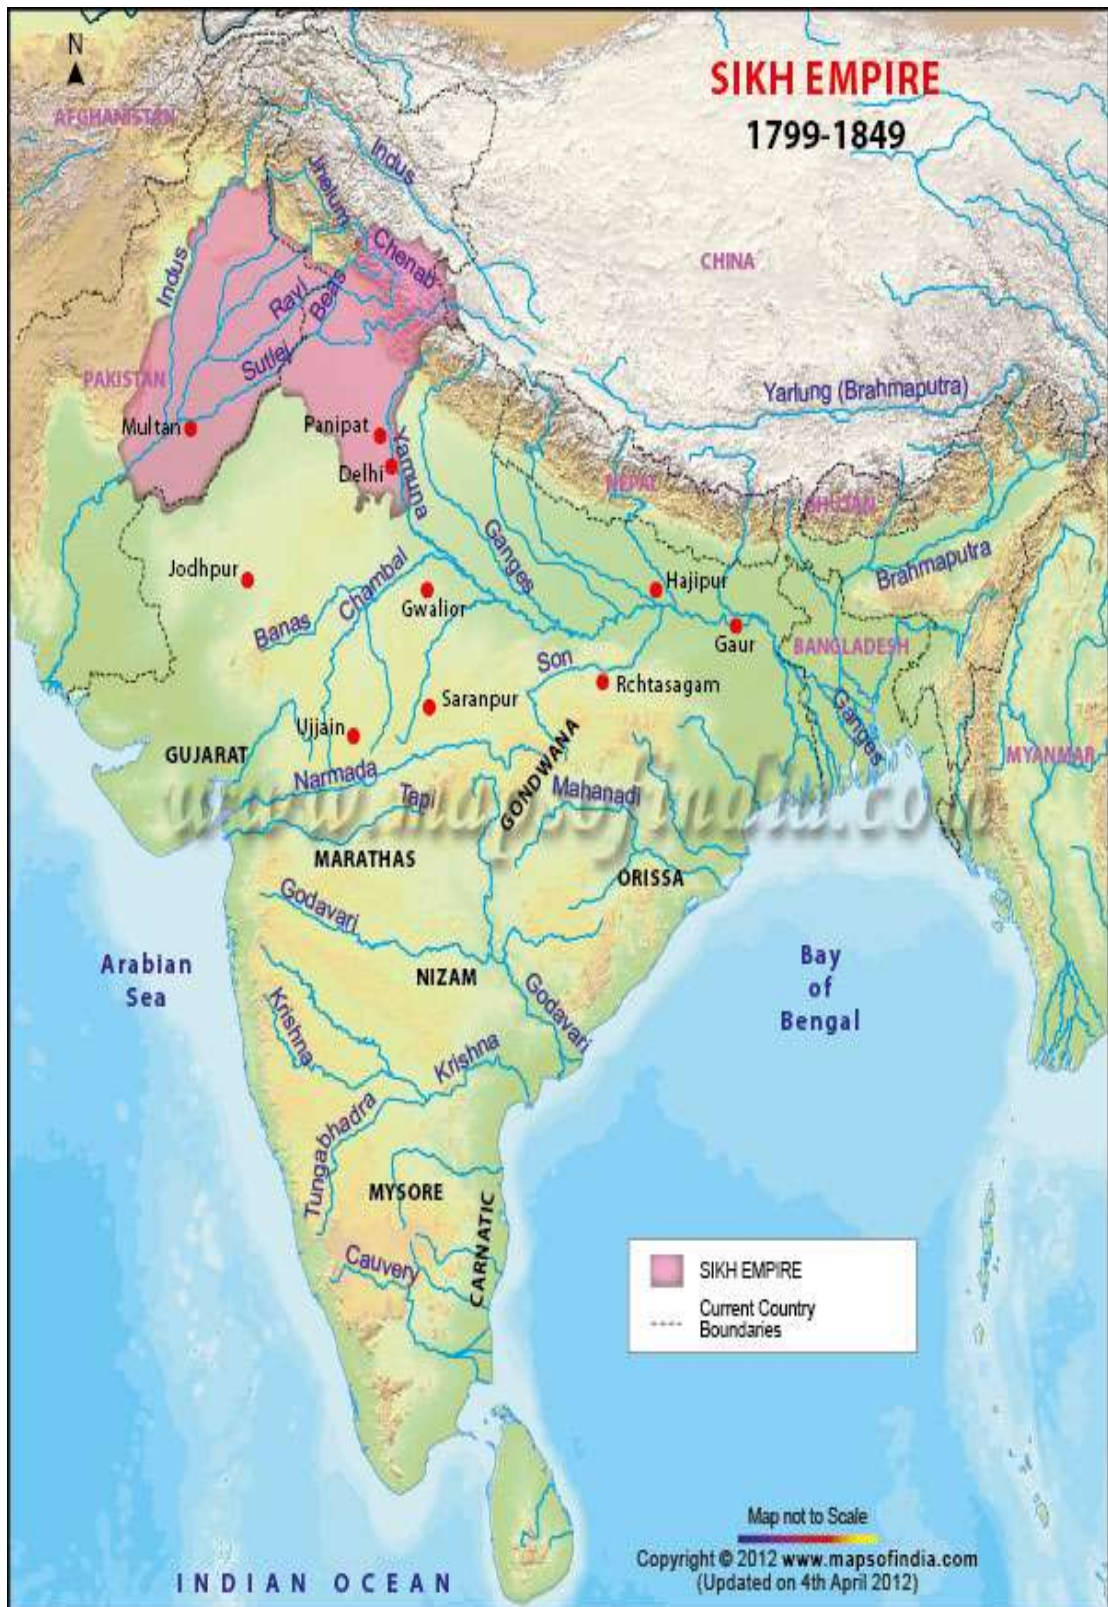 N
SIKH EMPIRE
1799-1849
AFGHANISTAN
Indus
Jhelum
Chenab
Indus
CHINA
Ravi
Beas
Sutlej
PAKISTAN
Yarlung (Brahmaputra)
Multan
Panipat
Delhi
Yamuna
NEPAL
BHUTAN
Ganges
Brahmaputra
Jodhpur
Chambal
Hajipur
Gwalior
Banas
Gaur
BANGLADESH
Son
Rchtasagam
Saranpur
Ganges
Ujjain
GUJARAT
MYANMAR
Narmada
GONDWANA
Tapi
Mahanadi
www.mapsofindia.com
MARATHAS
ORISSA
Godavari
Arabian
Sea
NIZAM
Bay
of
Bengal
Godavari
Krishna
Krishna
Tungabhadra
MYSORE
CARNATIC
Cauvery
SIKH EMPIRE
Current Country
Boundaries
Map not to Scale
Copyright © 2012 www.mapsofindia.com
(Updated on 4th April 2012)
INDIAN OCEAN